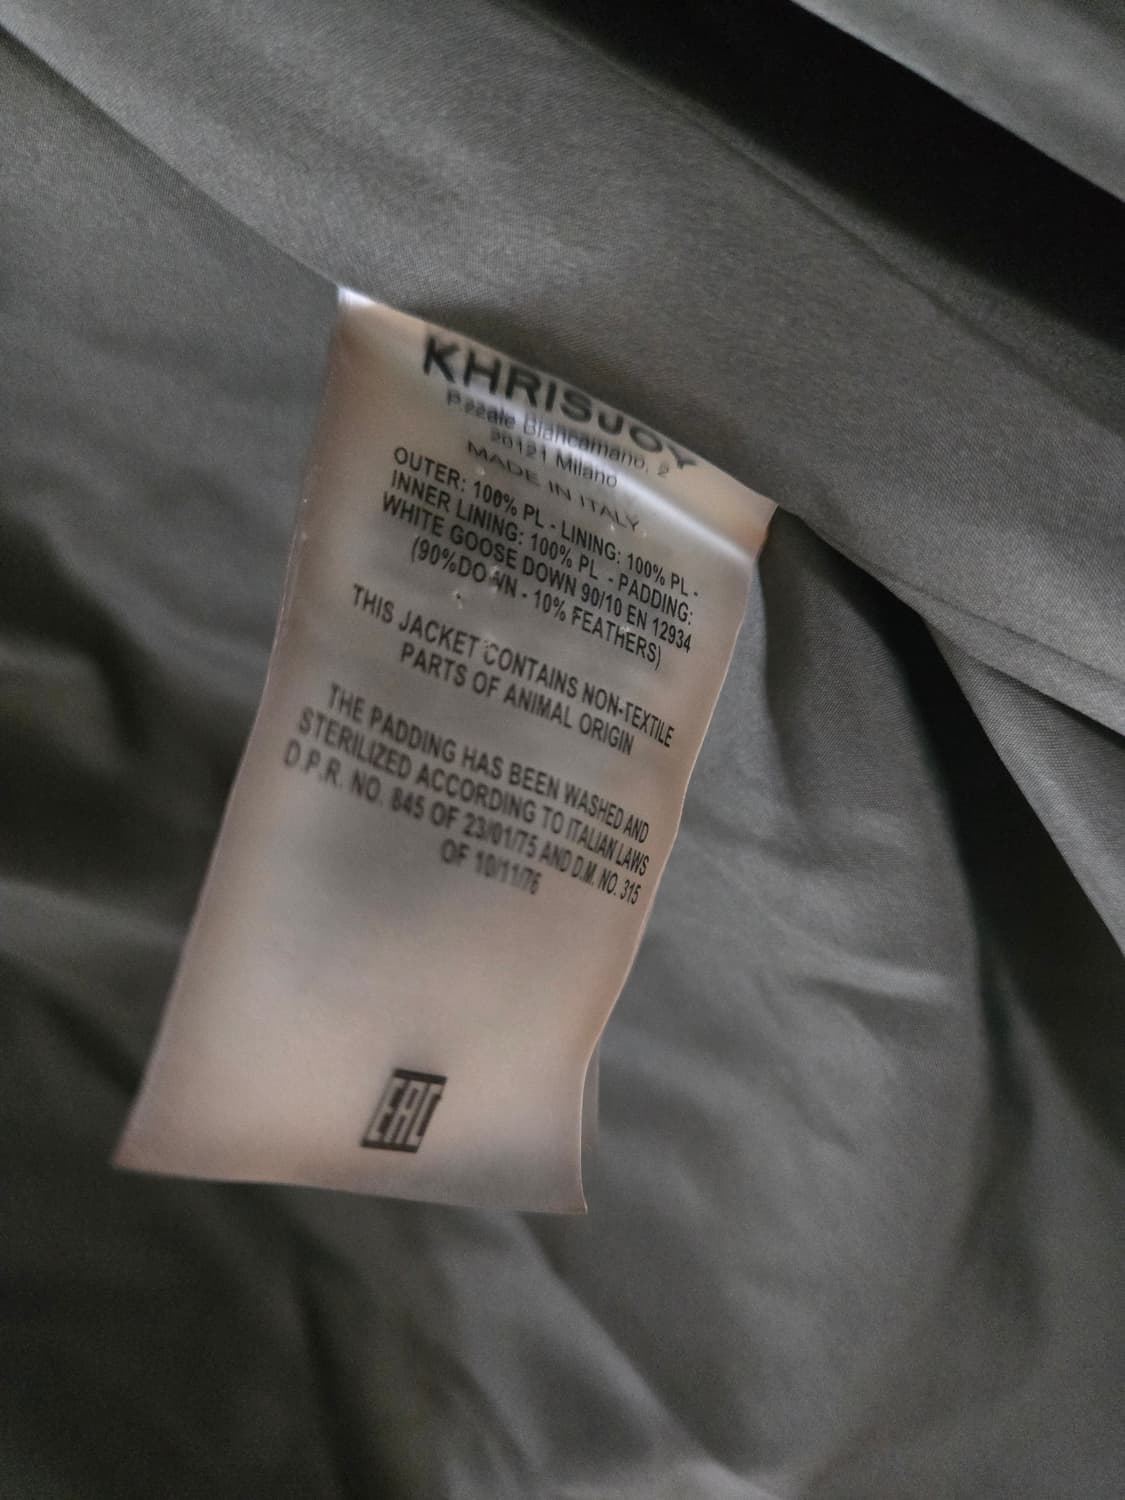 KHRISJOY
P.zzale Biancamano, 2
20121 Milano
MADE IN ITALY
OUTER: 100% PL - LINING: 100% PL -
INNER LINING: 100% PL - PADDING:
WHITE GOOSE DOWN 90/10 EN 12934
(90%DOWN - 10% FEATHERS)
THIS JACKET CONTAINS NON-TEXTILE
PARTS OF ANIMAL ORIGIN
THE PADDING HAS BEEN WASHED AND
STERILIZED ACCORDING TO ITALIAN LAWS
D.P.R. NO. 845 OF 23/01/75 AND D.M. NO. 315
OF 10/11/76
EAC